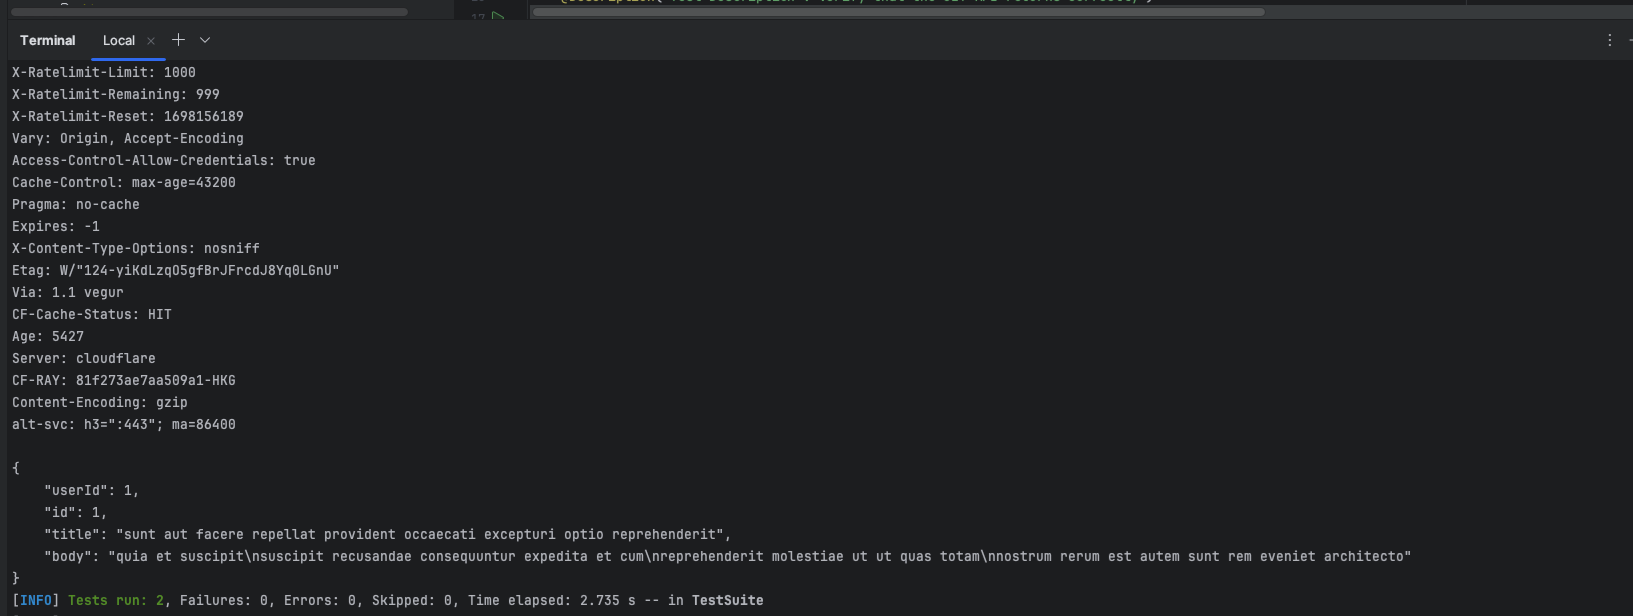 17
Terminal
Local
X-Ratelimit-Limit: 1000
X-Ratelimit-Remaining: 999
X-Ratelimit-Reset: 1698156189
Vary: Origin, Accept-Encoding
Access-Control-Allow-Credentials: true
Cache-Control: max-age=43200
Pragma: no-cache
Expires: -1
X-Content-Type-Options: nosniff
Etag: W/"124-yiKdLzqO5gfBrJFrcdJ8Yq0LGnU"
Via: 1.1 vegur
CF-Cache-Status: HIT
Age: 5427
Server: cloudflare
CF-RAY: 81f273ae7aa509a1-HKG
Content-Encoding: gzip
alt-svc: h3=":443"; ma=86400
{
"userId": 1,
"id": 1,
"title": "sunt aut facere repellat provident occaecati excepturi optio reprehenderit",
"body": "quia et suscipit\nsuscipit recusandae consequuntur expedita et cum\nreprehenderit molestiae ut ut quas totam\nnostrum rerum est autem sunt rem eveniet architecto"
}
[INFO] Tests run: 2, Failures: 0, Errors: 0, Skipped: 0, Time elapsed: 2.735 s -- in TestSuite